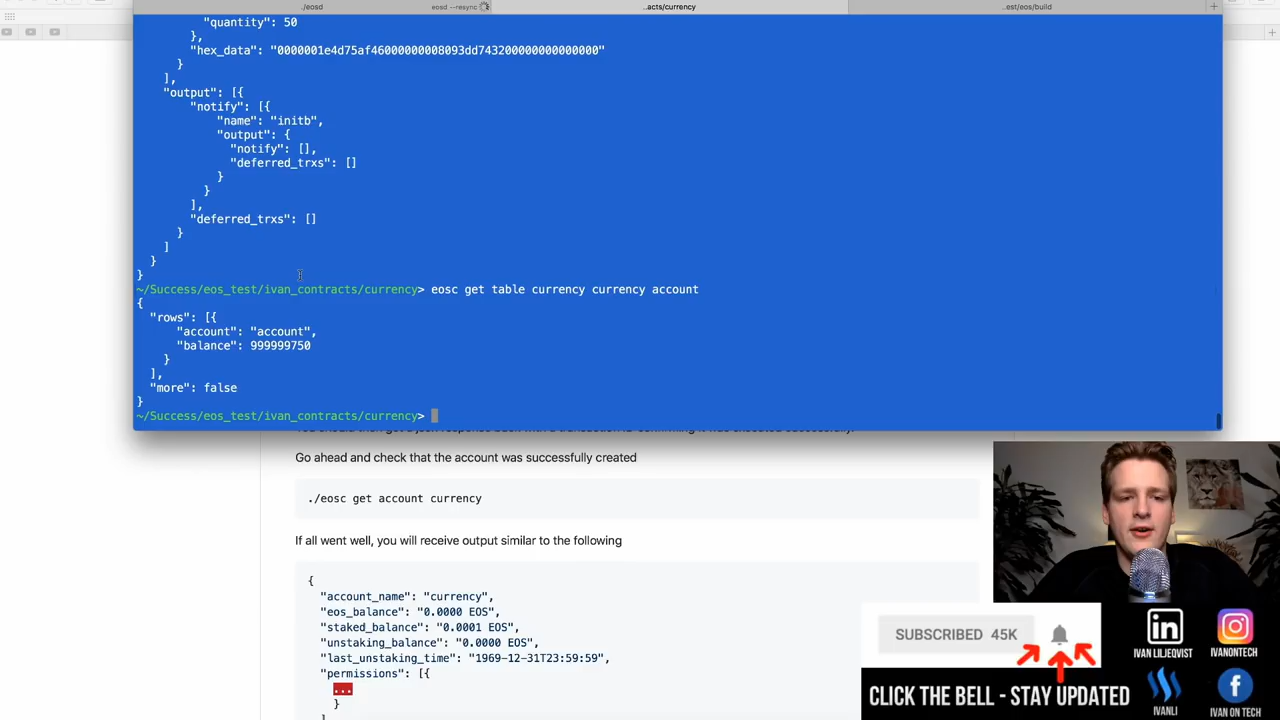 ./eosd
eosd --resync
..acts/currency
..est/eos/build
"quantity": 50
},
"hex_data": "0000001e4d75af46000000008093dd743200000000000000"
}
],
"output": [{
"notify": [{
"name": "initb",
"output": {
"notify": [],
"deferred_trxs": []
}
}
],
"deferred_trxs": []
}
]
}
}
~/Success/eos_test/ivan_contracts/currency> eosc get table currency currency account
{
"rows": [{
"account": "account",
"balance": 999999750
}
],
"more": false
}
~/Success/eos_test/ivan_contracts/currency>
Go ahead and check that the account was successfully created
./eosc get account currency
If all went well, you will receive output similar to the following
{
"account_name": "currency",
"eos_balance": "0.0000 EOS",
"staked_balance": "0.0001 EOS",
"unstaking_balance": "0.0000 EOS",
"last_unstaking_time": "1969-12-31T23:59:59",
"permissions": [{
...
}
]
SUBSCRIBED 45K
CLICK THE BELL - STAY UPDATED
IVAN LILJEQVIST
IVANONTECH
IVANLI
IVAN ON TECH